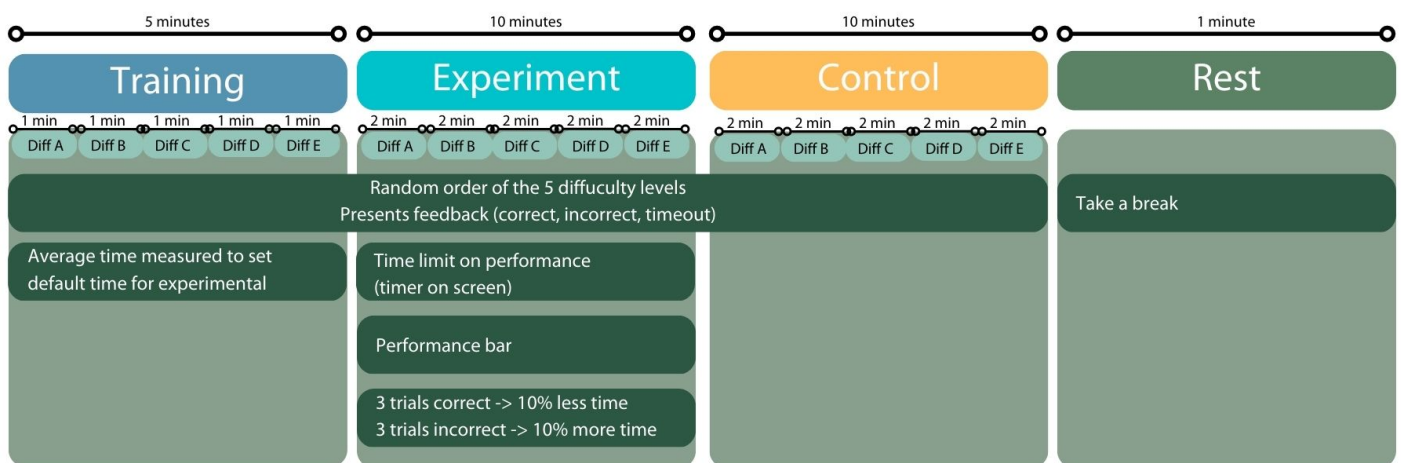 5 minutes
10 minutes
10 minutes
1 minute
Training
Experiment
Control
Rest
1 min 1 min 1 min 1 min 1 min
2 min 2 min 2 min 2 min 2 min
2 min 2 min 2 min 2 min 2 min
Diff A Diff B Diff C Diff D Diff E
Diff A Diff B Diff C Diff D Diff E
Diff A Diff B Diff C Diff D Diff E
Random order of the 5 diffuculty levels
Presents feedback (correct, incorrect, timeout)
Take a break
Average time measured to set
default time for experimental
Time limit on performance
(timer on screen)
Performance bar
3 trials correct -> 10% less time
3 trials incorrect -> 10% more time